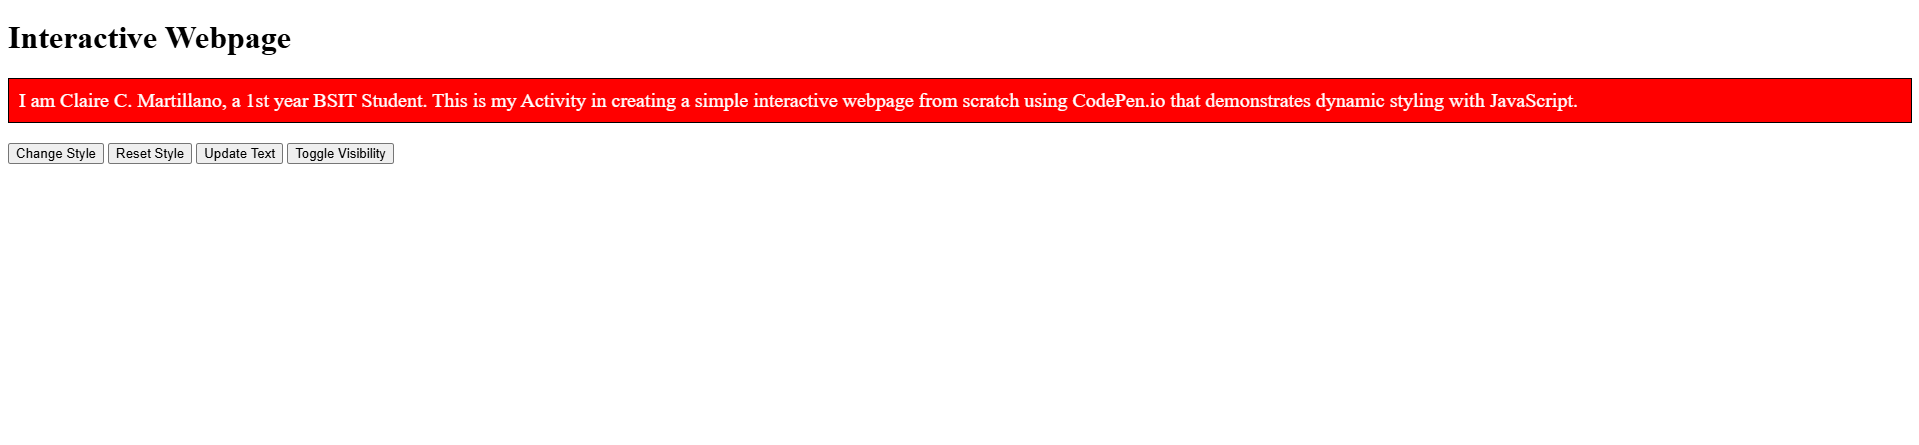 Interactive Webpage
I am Claire C. Martillano, a 1st year BSIT Student. This is my Activity in creating a simple interactive webpage from scratch using CodePen.io that demonstrates dynamic styling with JavaScript.
Change Style Reset Style Update Text Toggle Visibility